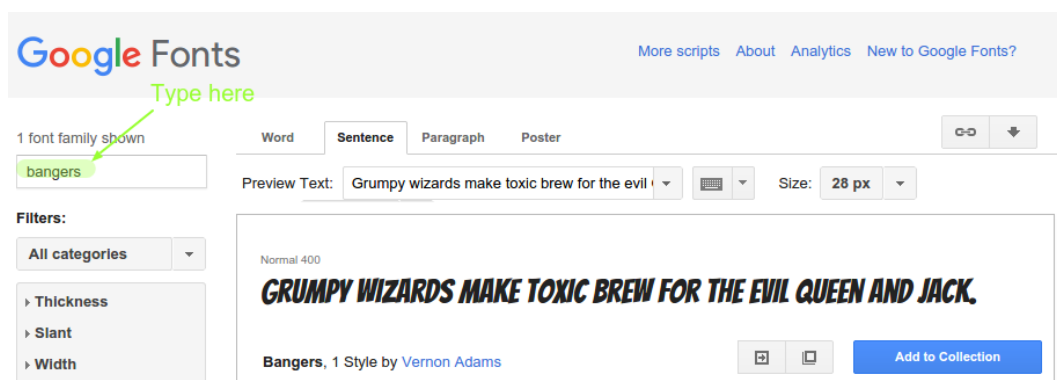 Google Fonts
More scripts About Analytics New to Google Fonts?
Type here
1 font family shown
bangers
Word Sentence Paragraph Poster
Preview Text: Grumpy wizards make toxic brew for the evil Size: 28 px
Filters:
All categories
Thickness
Slant
Width
Normal 400
GRUMPY WIZARDS MAKE TOXIC BREW FOR THE EVIL QUEEN AND JACK.
Bangers, 1 Style by Vernon Adams
Add to Collection